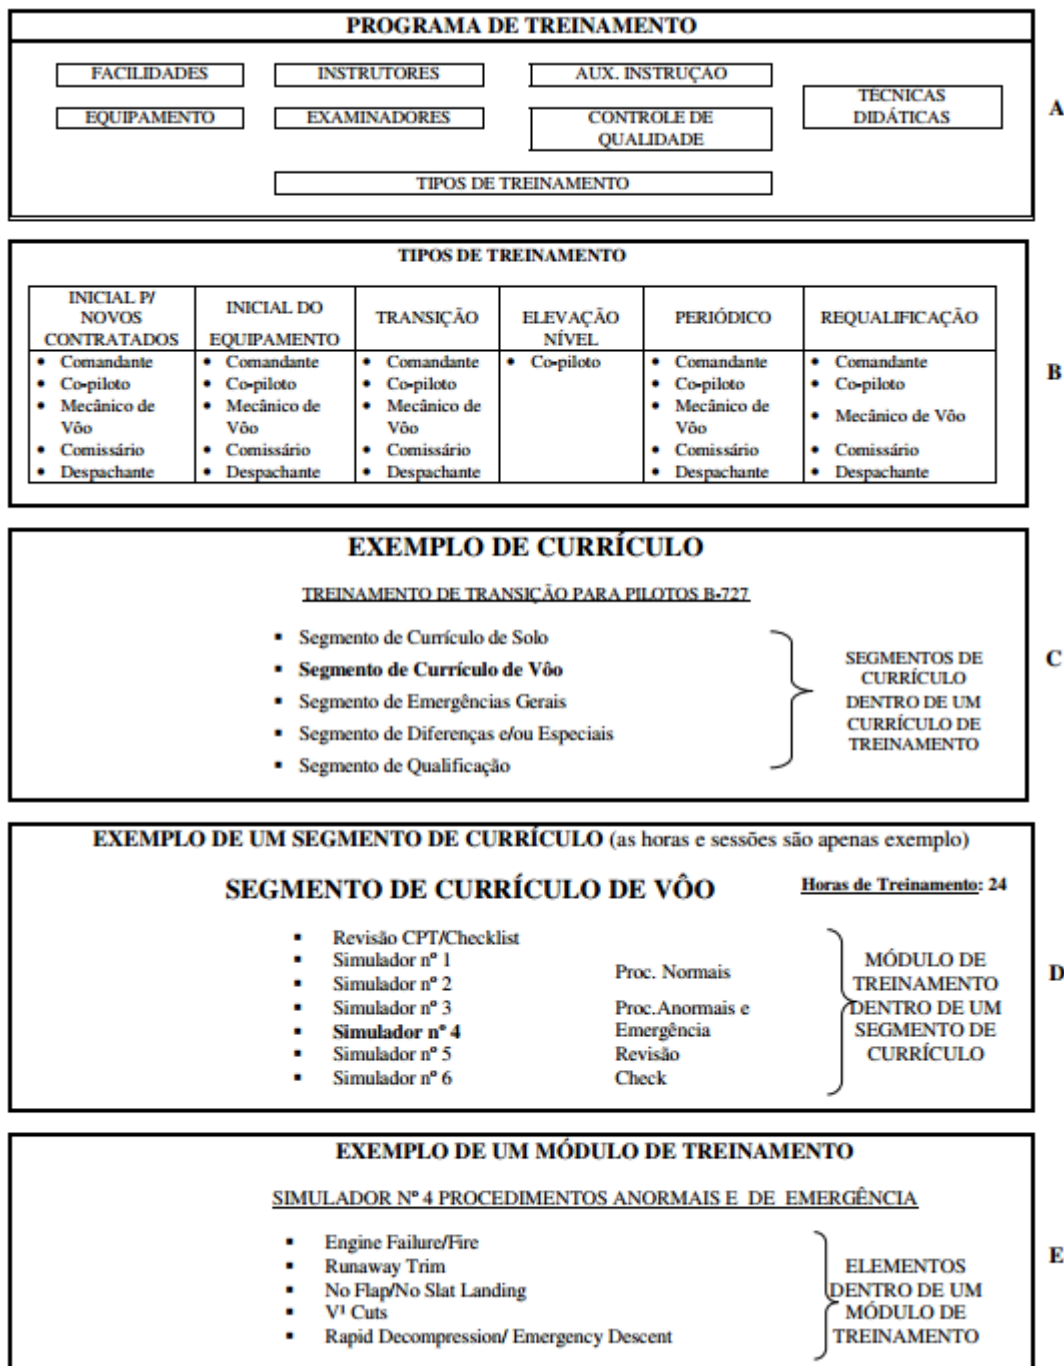 PROGRAMA DE TREINAMENTO
FACILIDADES INSTRUTORES AUX. INSTRUÇÃO
TÉCNICAS
DIDÁTICAS
A
EQUIPAMENTO EXAMINADORES CONTROLE DE
QUALIDADE
TIPOS DE TREINAMENTO
TIPOS DE TREINAMENTO
INICIAL P/
NOVOS
CONTRATADOS
INICIAL DO
EQUIPAMENTO
TRANSIÇÃO
ELEVAÇÃO
NÍVEL
PERIÓDICO
REQUALIFICAÇÃO
• Comandante
• Co-piloto
• Mecânico de
Vôo
• Comissário
• Despachante
• Comandante
• Co-piloto
• Mecânico de
Vôo
• Comissário
• Despachante
• Comandante
• Co-piloto
• Mecânico de
Vôo
• Comissário
• Despachante
• Co-piloto
• Comandante
• Co-piloto
• Mecânico de
Vôo
• Comissário
• Despachante
• Comandante
• Co-piloto
• Mecânico de Vôo
• Comissário
• Despachante
B
EXEMPLO DE CURRÍCULO
TREINAMENTO DE TRANSIÇÃO PARA PILOTOS B-727
▪ Segmento de Currículo de Solo
▪ Segmento de Currículo de Vôo
▪ Segmento de Emergências Gerais
▪ Segmento de Diferenças e/ou Especiais
▪ Segmento de Qualificação
SEGMENTOS DE
CURRÍCULO
DENTRO DE UM
CURRÍCULO DE
TREINAMENTO
C
EXEMPLO DE UM SEGMENTO DE CURRÍCULO (as horas e sessões são apenas exemplo)
SEGMENTO DE CURRÍCULO DE VÔO Horas de Treinamento: 24
▪ Revisão CPT/Checklist
▪ Simulador nº 1
▪ Simulador nº 2
▪ Simulador nº 3
▪ Simulador nº 4
▪ Simulador nº 5
▪ Simulador nº 6
Proc. Normais
Proc.Anormais e
Emergência
Revisão
Check
MÓDULO DE
TREINAMENTO
DENTRO DE UM
SEGMENTO DE
CURRÍCULO
D
EXEMPLO DE UM MÓDULO DE TREINAMENTO
SIMULADOR Nº 4 PROCEDIMENTOS ANORMAIS E DE EMERGÊNCIA
▪ Engine Failure/Fire
▪ Runaway Trim
▪ No Flap/No Slat Landing
▪ V¹ Cuts
▪ Rapid Decompression/ Emergency Descent
ELEMENTOS
DENTRO DE UM
MÓDULO DE
TREINAMENTO
E